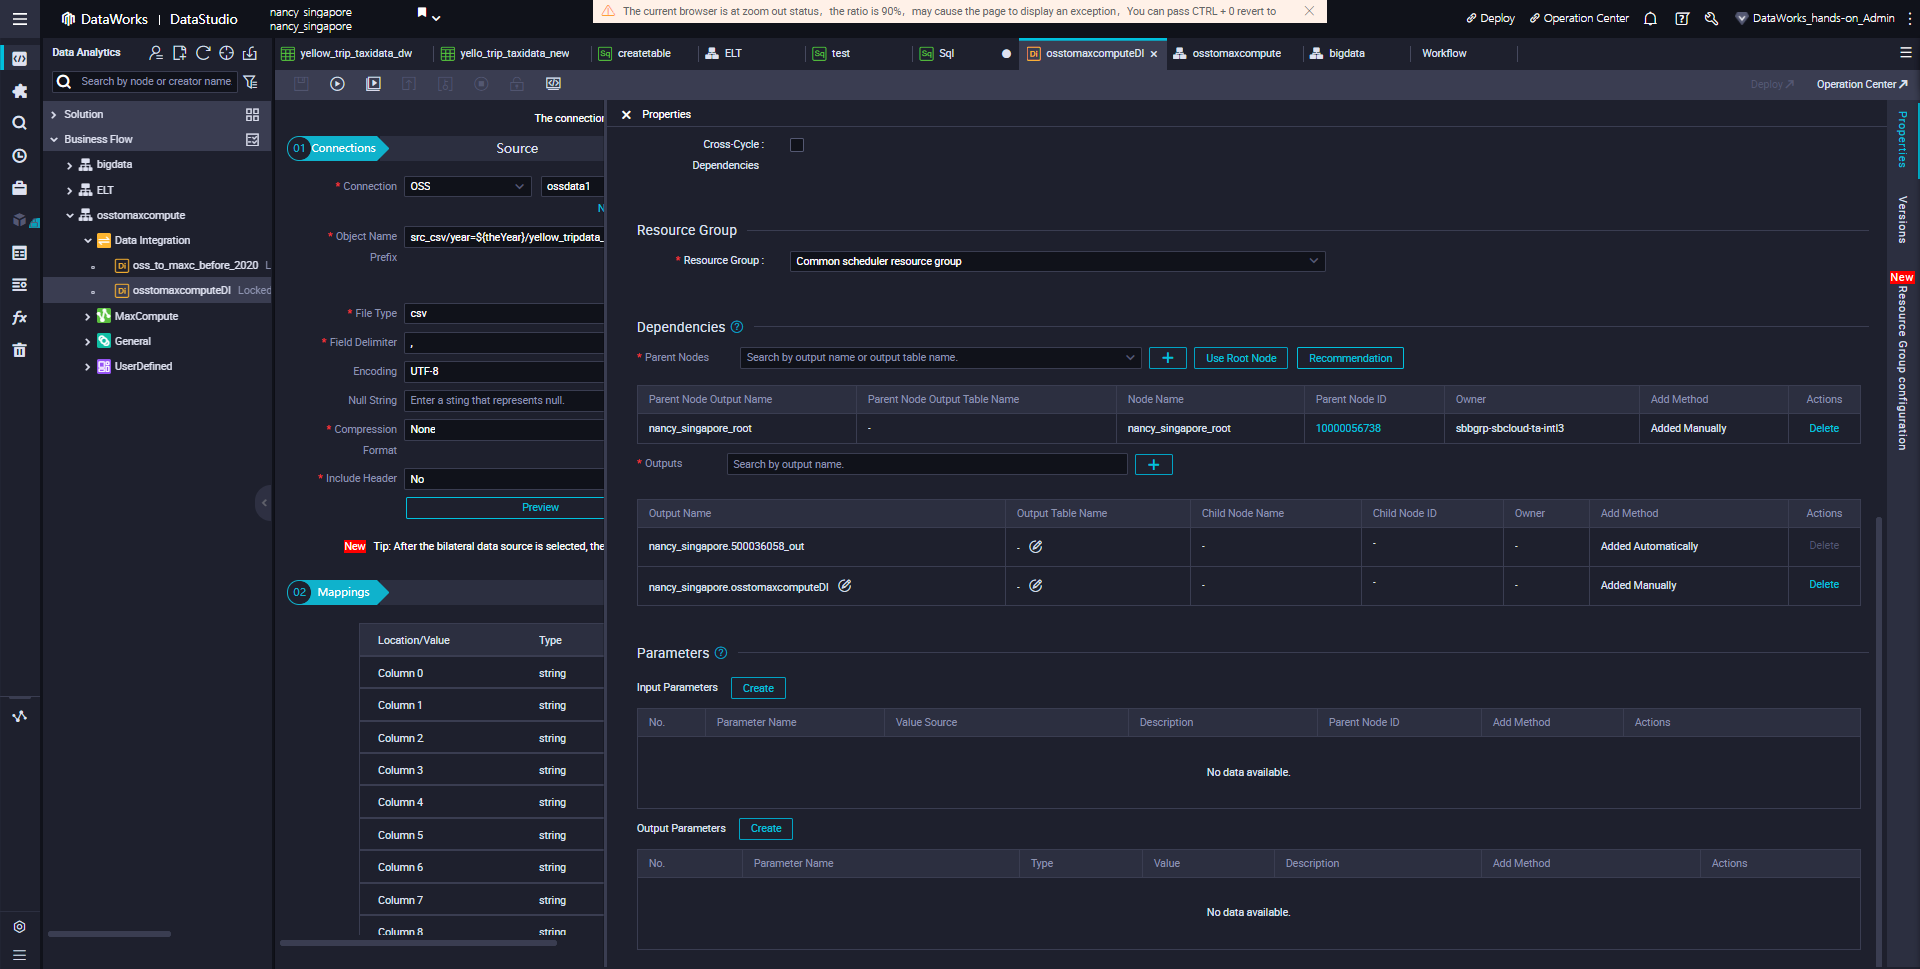 DataWorks | DataStudio
nancy_singapore
nancy_singapore
The current browser is at zoom out status，the ratio is 90%，may cause the page to display an exception，You can pass CTRL + 0 revert to
Deploy
Operation Center
DataWorks_hands-on_Admin
Data Analytics
Search by node or creator name
Solution
Business Flow
bigdata
ELT
osstomaxcompute
Data Integration
Di oss_to_maxc_before_2020 L
Di osstomaxcomputeDI Locked
MaxCompute
General
UserDefined
yellow_trip_taxidata_dw
yello_trip_taxidata_new
Sq createtable
ELT
Sq test
Sq Sql
Di osstomaxcomputeDI
osstomaxcompute
bigdata
Workflow
Deploy
Operation Center
The connection
01 Connections
Source
* Connection
OSS
ossdata1
N
* Object Name Prefix
src_csv/year=${theYear}/yellow_tripdata_
* File Type
csv
* Field Delimiter
,
Encoding
UTF-8
Null String
Enter a sting that represents null.
* Compression Format
None
* Include Header
No
Preview
New Tip: After the bilateral data source is selected, the
02 Mappings
Location/Value Type
Column 0 string
Column 1 string
Column 2 string
Column 3 string
Column 4 string
Column 5 string
Column 6 string
Column 7 string
Column 8 string
Properties
Cross-Cycle :
Dependencies
Resource Group
* Resource Group :
Common scheduler resource group
Dependencies
* Parent Nodes
Search by output name or output table name.
+
Use Root Node
Recommendation
Parent Node Output Name Parent Node Output Table Name Node Name Parent Node ID Owner Add Method Actions
nancy_singapore_root - nancy_singapore_root 10000056738 sbbgrp-sbcloud-ta-intl3 Added Manually Delete
* Outputs
Search by output name.
+
Output Name Output Table Name Child Node Name Child Node ID Owner Add Method Actions
nancy_singapore.500036058_out - - - - Added Automatically Delete
nancy_singapore.osstomaxcomputeDI - - - - Added Manually Delete
Parameters
Input Parameters
Create
No. Parameter Name Value Source Description Parent Node ID Add Method Actions
No data available.
Output Parameters
Create
No. Parameter Name Type Value Description Add Method Actions
No data available.
Properties
Versions
New
Resource Group configuration